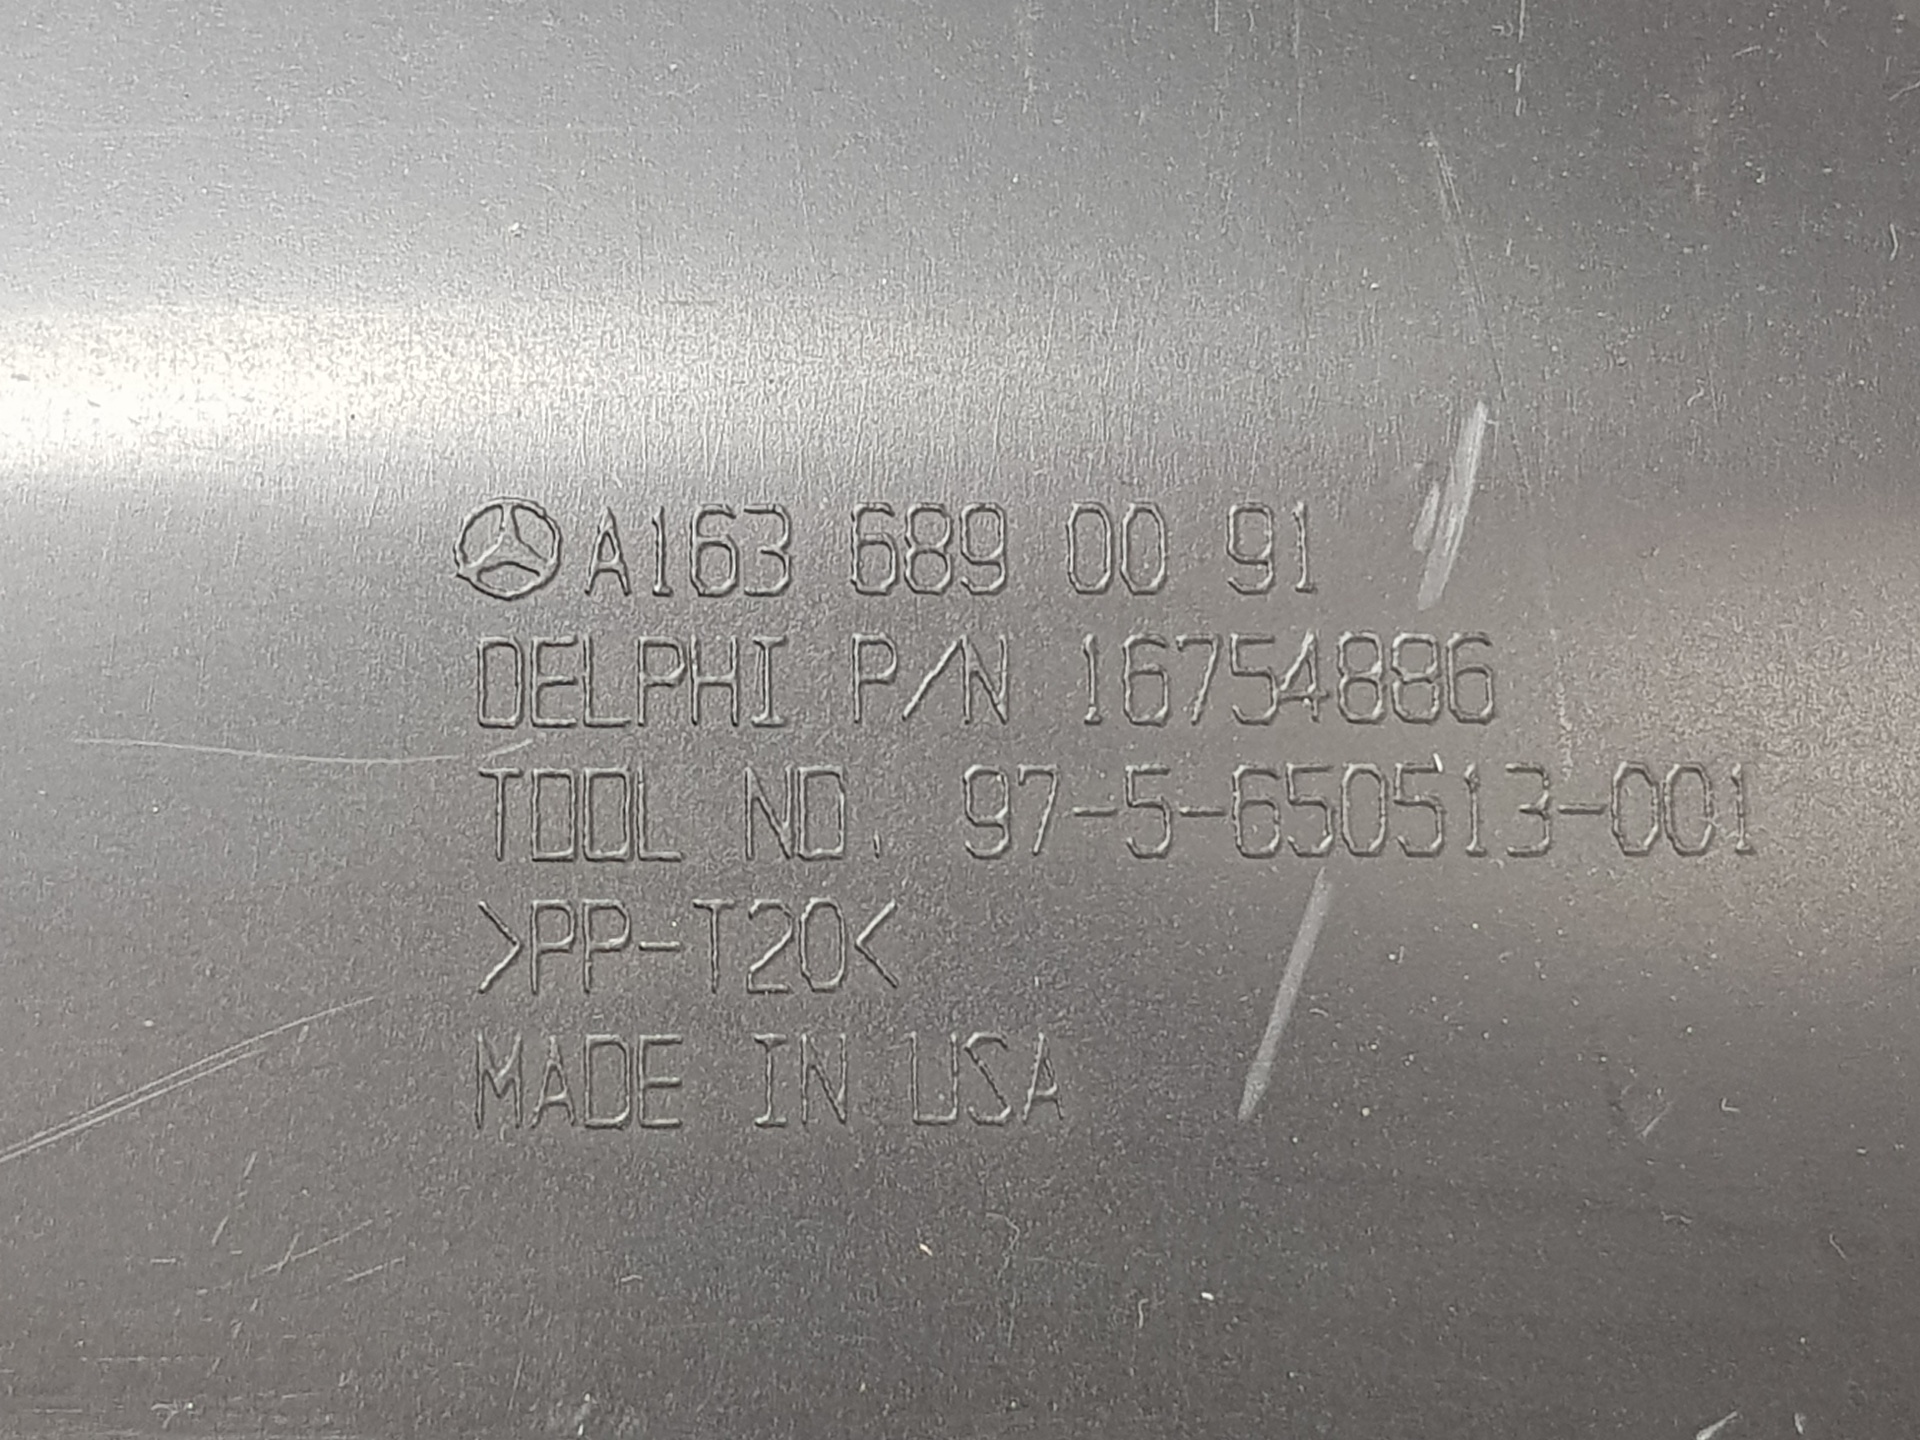 A163 689 00 91
DELPHI P/N 16754886
TOOL NO. 97-5-650513-001
>PP-T20<
MADE IN USA